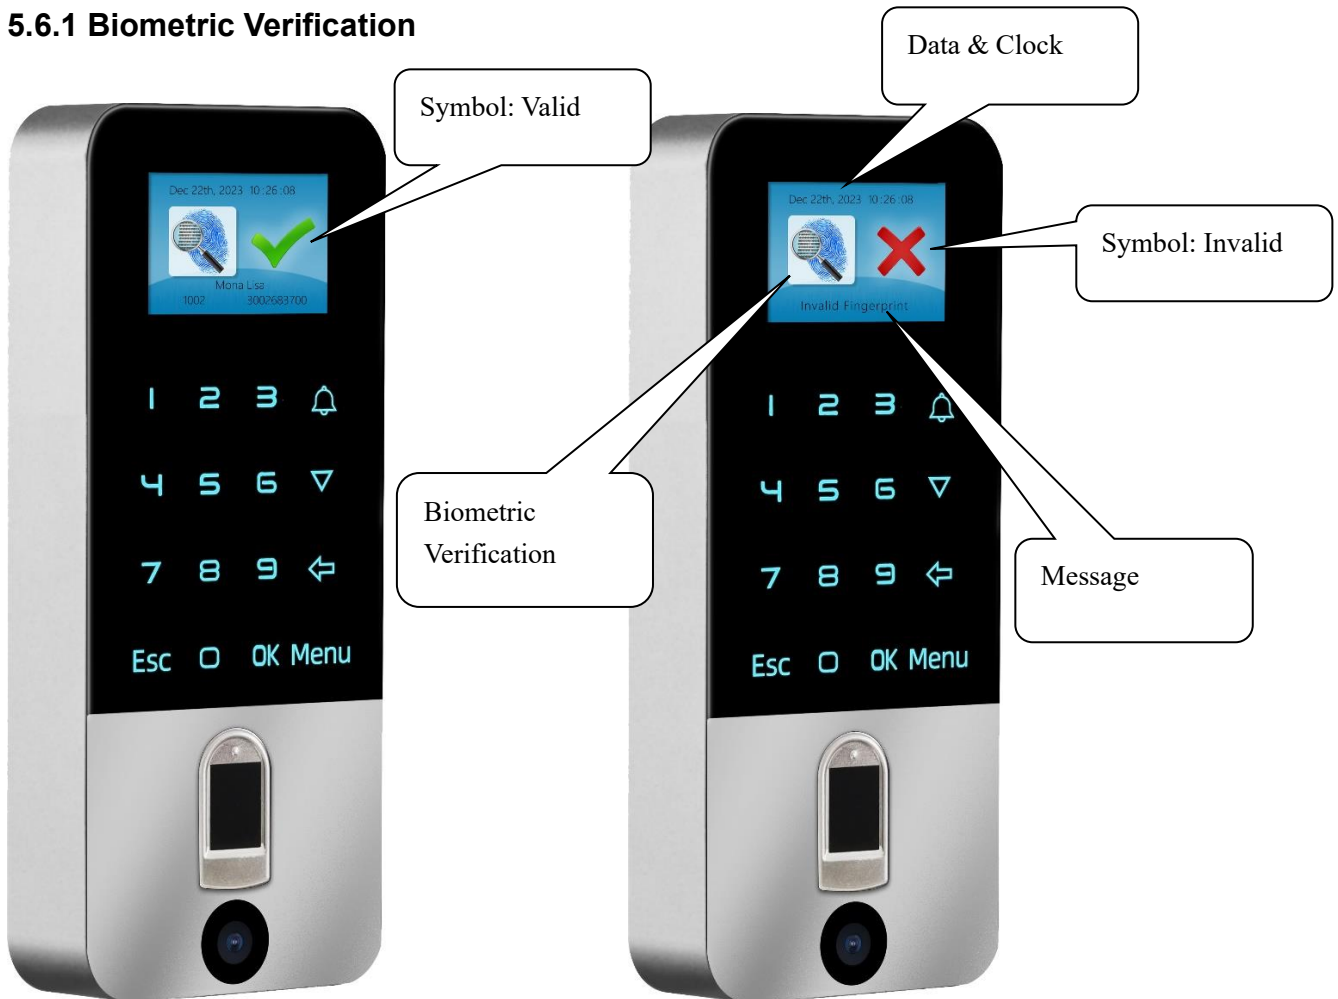 5.6.1 Biometric Verification
Data & Clock
Symbol: Valid
Dec 22th, 2023 10:26:08
Mona Lisa
1002 3002683700
1 2 3
4 5 6
7 8 9
Esc 0 OK Menu
Dec 22th, 2023 10:26:08
Invalid Fingerprint
Symbol: Invalid
Biometric
Verification
Message
1 2 3
4 5 6
7 8 9
Esc 0 OK Menu